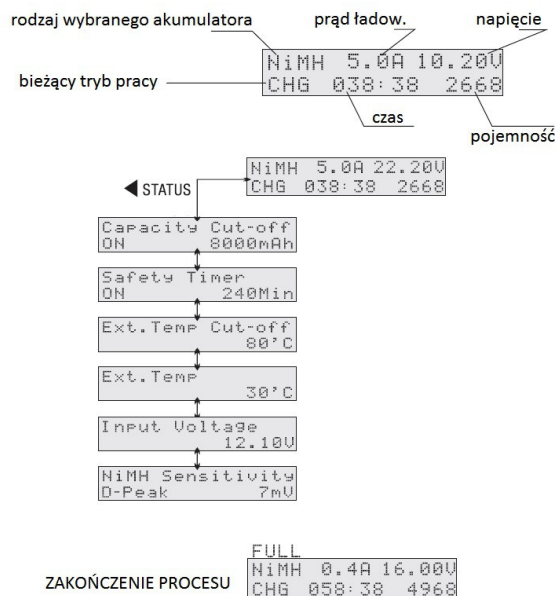 rodzaj wybranego akumulatora
prąd ładow.
napięcie
NiMH 5.0A 10.20V
bieżący tryb pracy
CHG 038:38 2668
czas
pojemność
NiMH 5.0A 22.20V
◀ STATUS
CHG 038:38 2668
Capacity Cut-off
ON 8000mAh
Safety Timer
ON 240Min
Ext.Temp Cut-off
80'C
Ext.Temp
30'C
Input Voltage
12.10V
NiMH Sensitivity
D-Peak 7mV
FULL
NiMH 0.4A 16.00V
ZAKOŃCZENIE PROCESU
CHG 058:38 4968